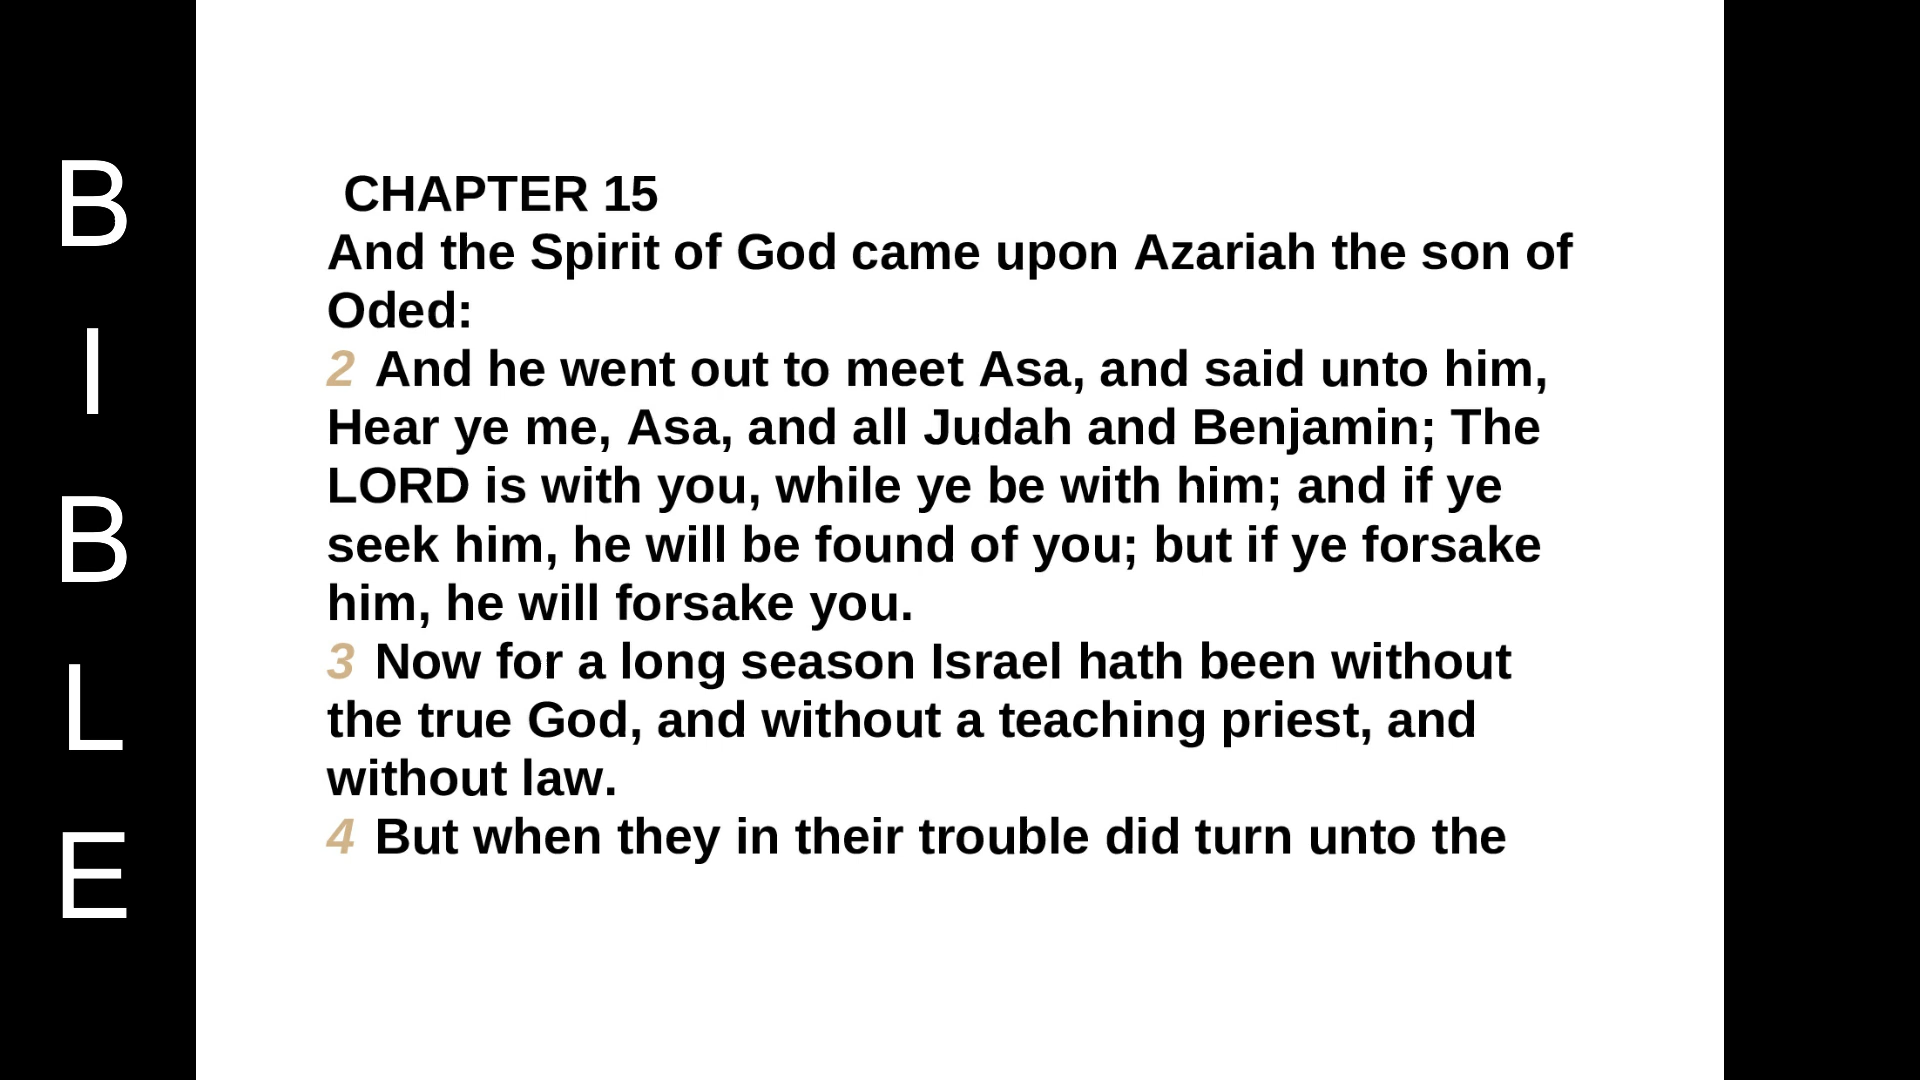 BIBLE
CHAPTER 15
And the Spirit of God came upon Azariah the son of
Oded:
2 And he went out to meet Asa, and said unto him,
Hear ye me, Asa, and all Judah and Benjamin; The
LORD is with you, while ye be with him; and if ye
seek him, he will be found of you; but if ye forsake
him, he will forsake you.
3 Now for a long season Israel hath been without
the true God, and without a teaching priest, and
without law.
4 But when they in their trouble did turn unto the